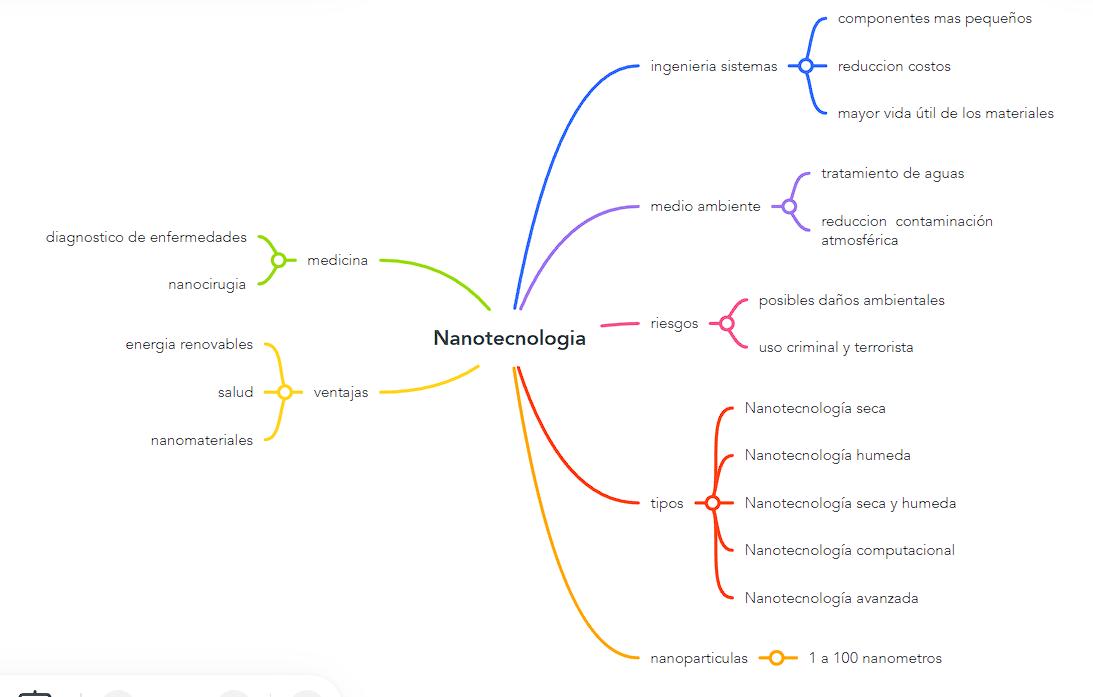 Nanotecnologia
ingenieria sistemas
componentes mas pequeños
reduccion costos
mayor vida útil de los materiales
medio ambiente
tratamiento de aguas
reduccion contaminación
atmosférica
riesgos
posibles daños ambientales
uso criminal y terrorista
tipos
Nanotecnología seca
Nanotecnología humeda
Nanotecnología seca y humeda
Nanotecnología computacional
Nanotecnología avanzada
nanoparticulas
1 a 100 nanometros
medicina
diagnostico de enfermedades
nanocirugia
ventajas
energia renovables
salud
nanomateriales